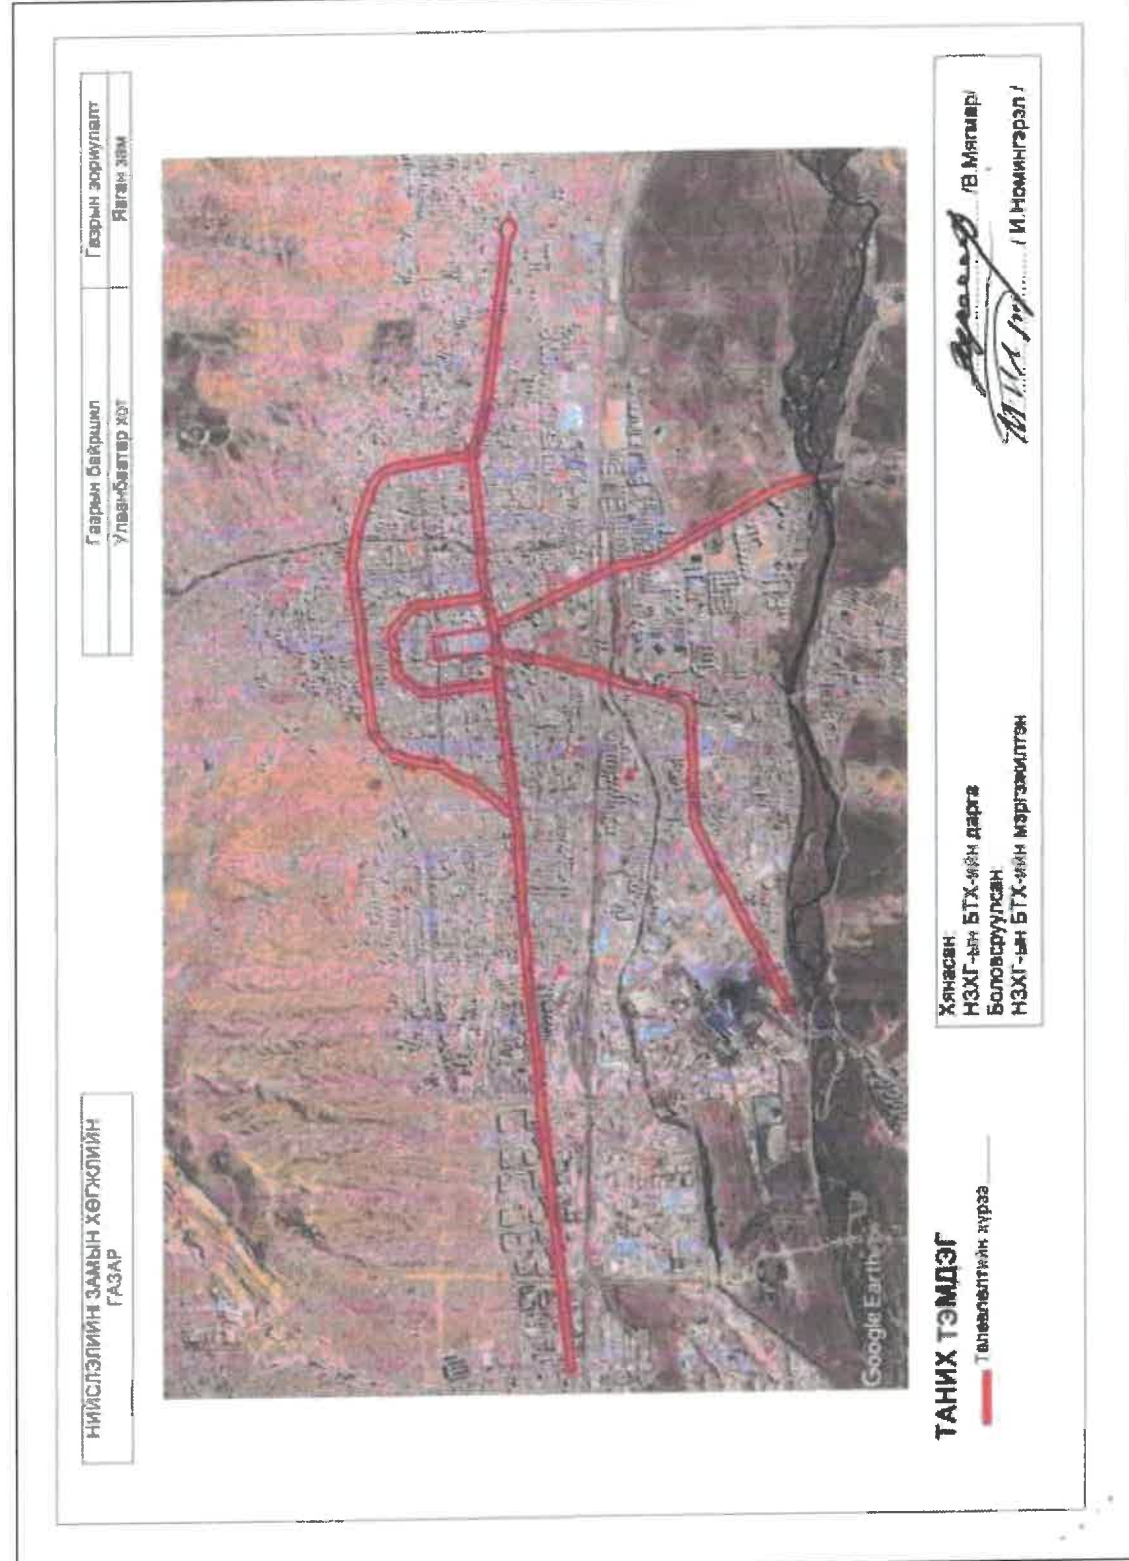 НИЙСЛЭЛИЙН ЗАМЫН ХӨГЖЛИЙН
ГАЗАР
Газрын байршил
Газрын зориулалт
Улаанбаатар хот
Явган зам
Google Earth
ТАНИХ ТЭМДЭГ
Төлөвлөлтийн хүрээ
Хянасан:
НЗХГ-ын БТХ-ийн дарга
/В.Мягмар/
Боловсруулсан:
НЗХГ-ын БТХ-ийн мэргэжилтэн
/И.Номингэрэл /